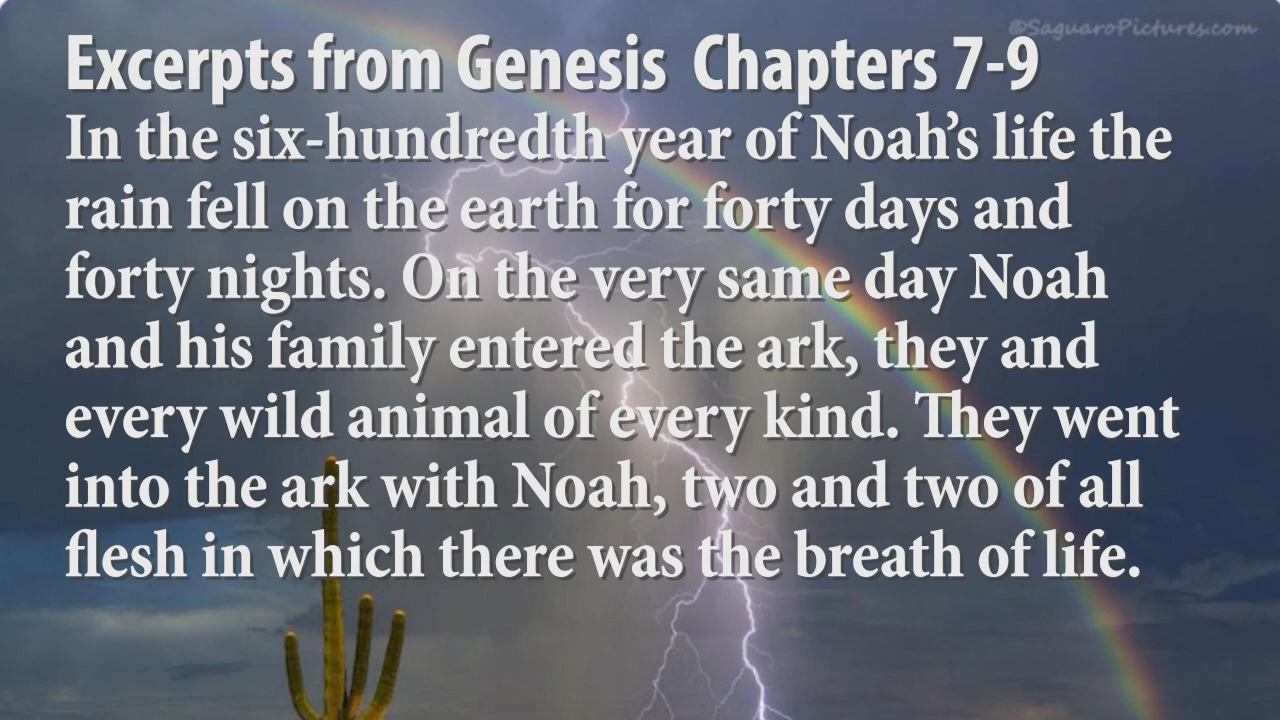 ©SaguaroPictures.com
Excerpts from Genesis  Chapters 7-9
In the six-hundredth year of Noah’s life the
rain fell on the earth for forty days and
forty nights. On the very same day Noah
and his family entered the ark, they and
every wild animal of every kind. They went
into the ark with Noah, two and two of all
flesh in which there was the breath of life.